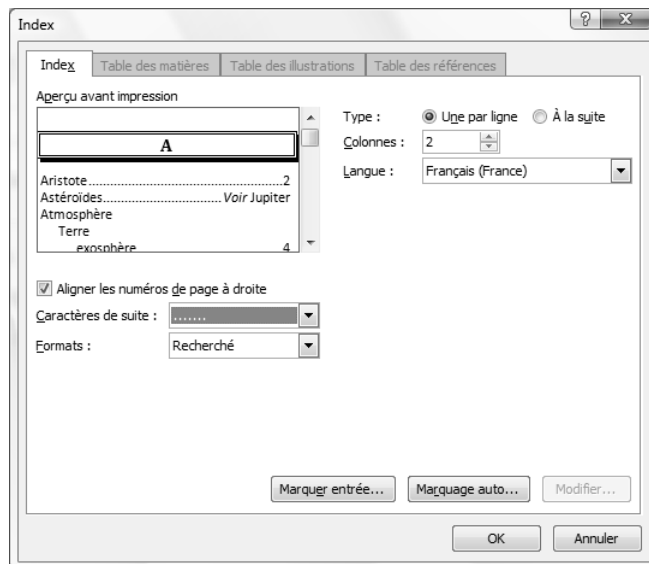 Index
Index
Table des matières
Table des illustrations
Table des références
Aperçu avant impression
A
Aristote..................................................2
Astéroïdes..............................Voir Jupiter
Atmosphère
Terre
exosphère 4
Type : Une par ligne À la suite
Colonnes : 2
Langue : Français (France)
Aligner les numéros de page à droite
Caractères de suite : .......
Formats : Recherché
Marquer entrée... Marquage auto... Modifier...
OK Annuler